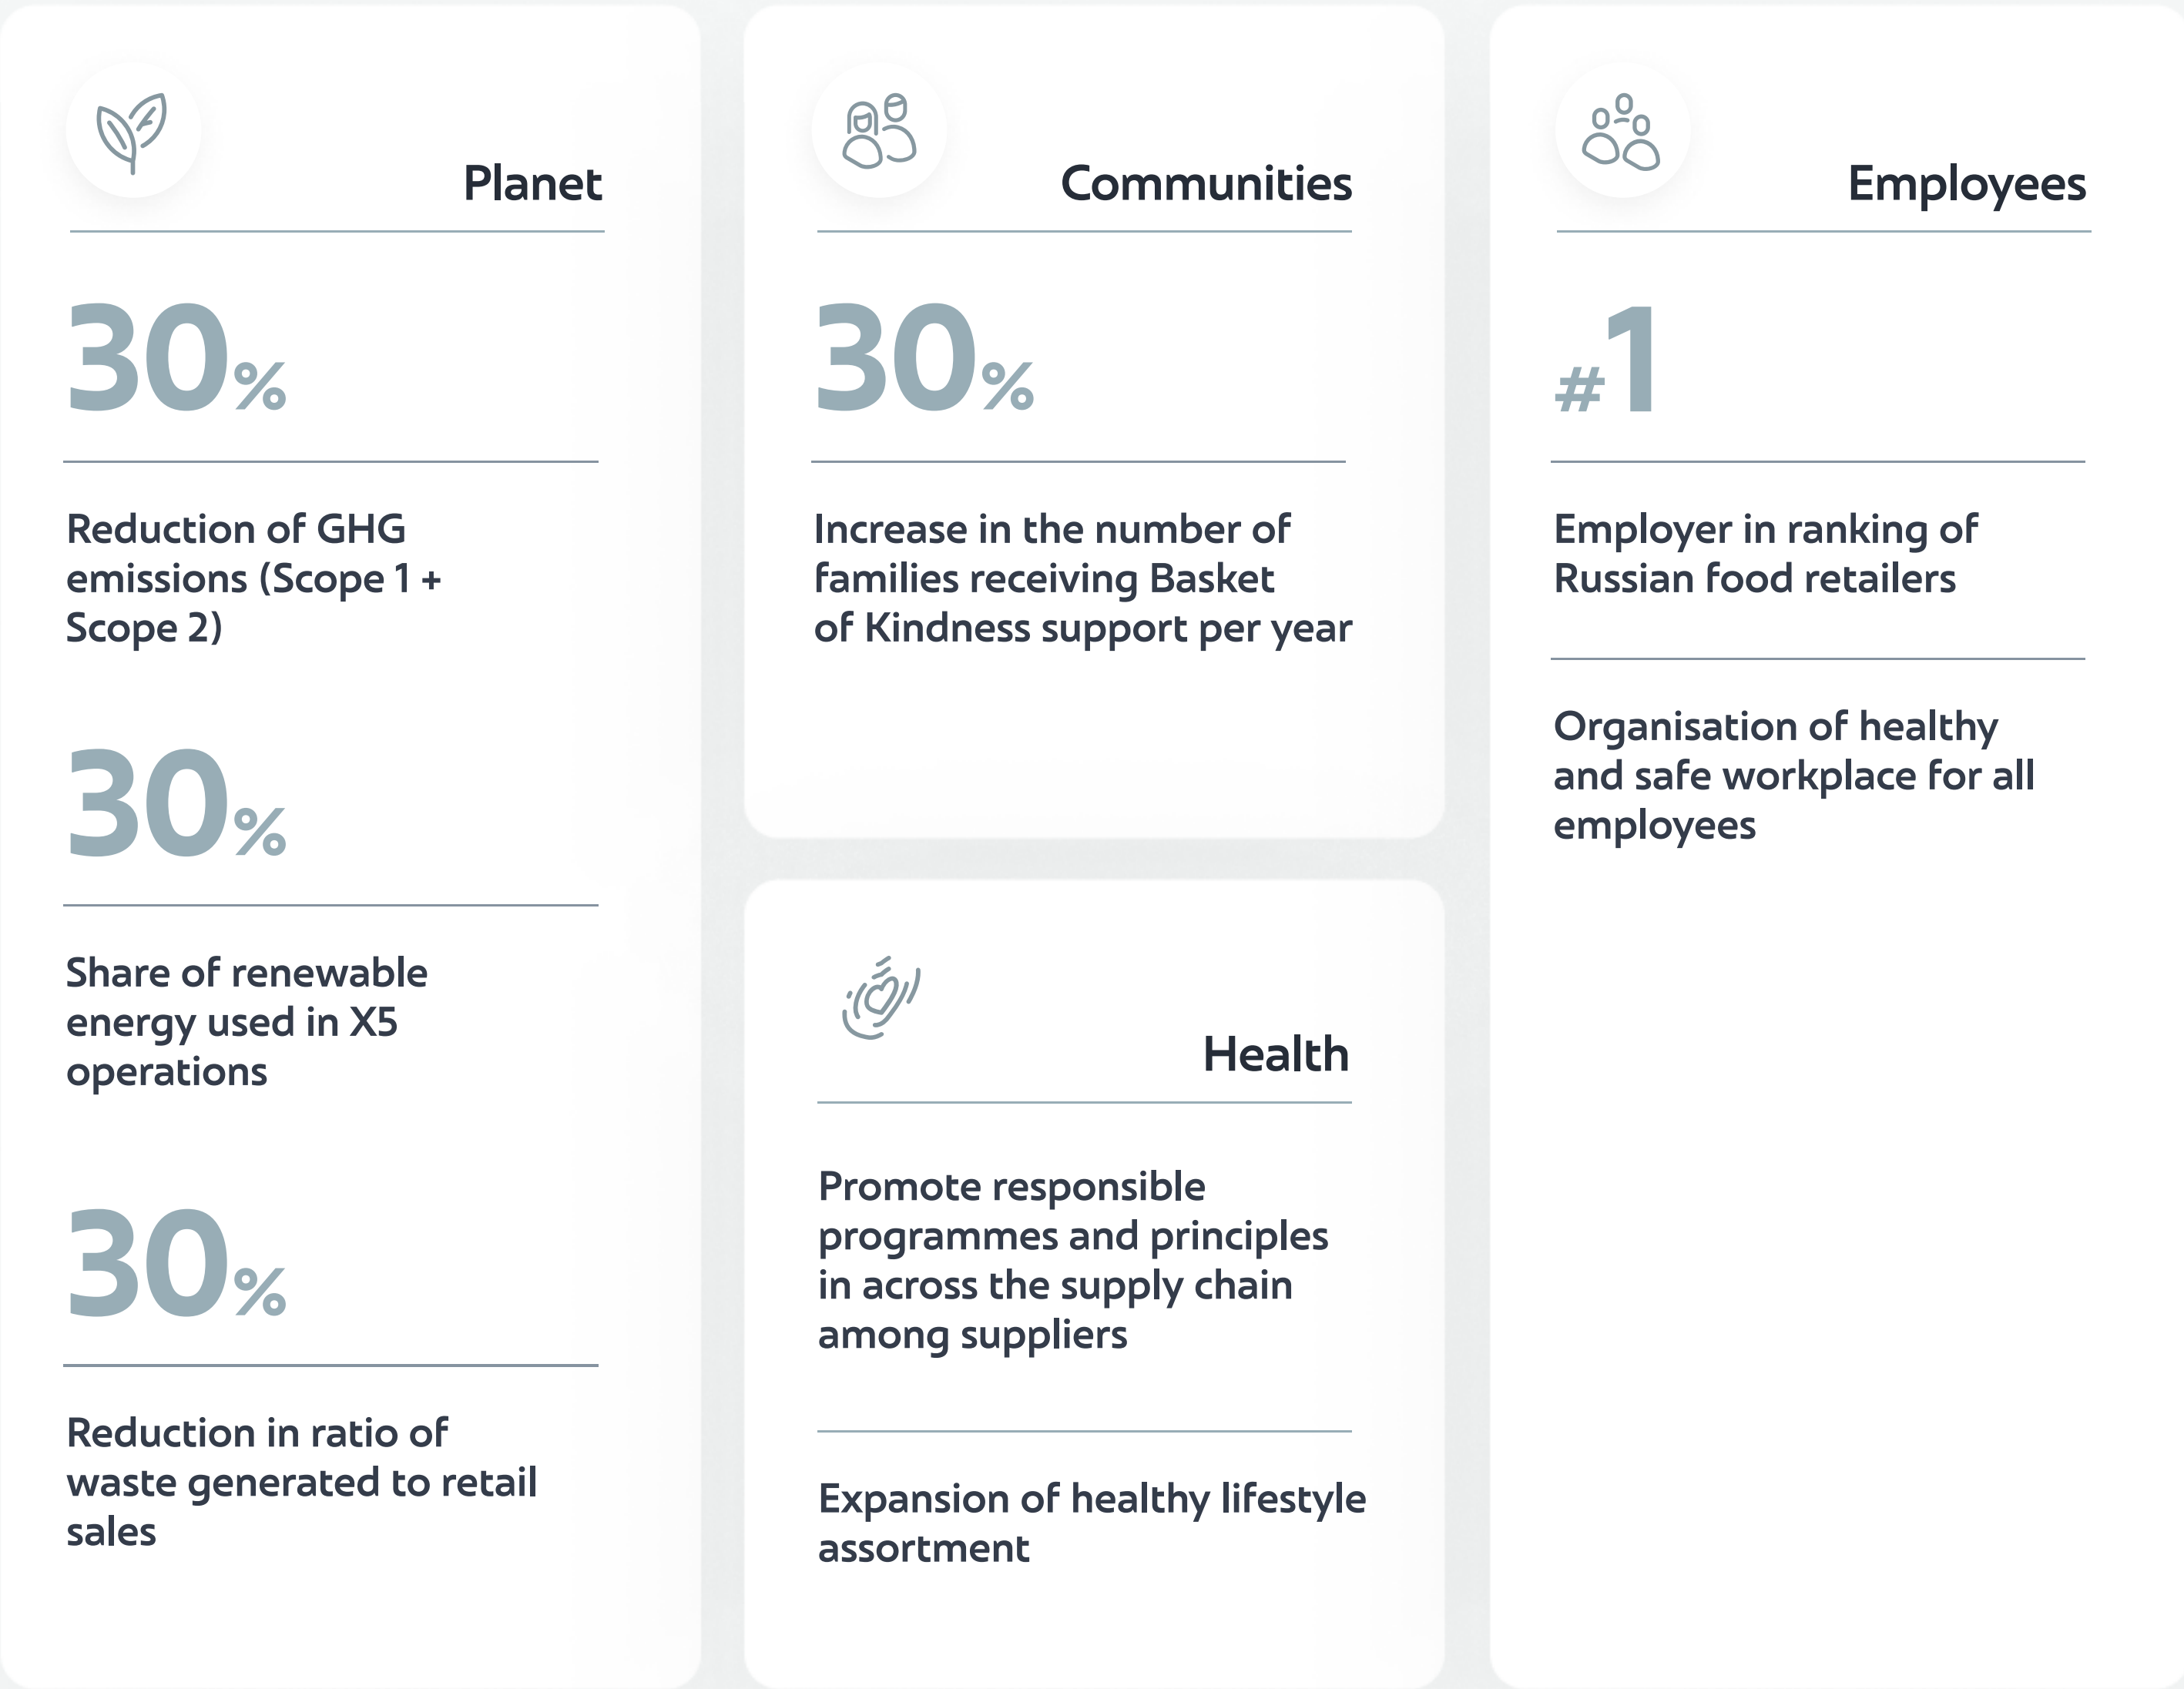 Planet
30%
Reduction of GHG
emissions (Scope 1 +
Scope 2)
30%
Share of renewable
energy used in X5
operations
30%
Reduction in ratio of
waste generated to retail
sales
Communities
30%
Increase in the number of
families receiving Basket
of Kindness support per year
Health
Promote responsible
programmes and principles
in across the supply chain
among suppliers
Expansion of healthy lifestyle
assortment
Employees
#1
Employer in ranking of
Russian food retailers
Organisation of healthy
and safe workplace for all
employees